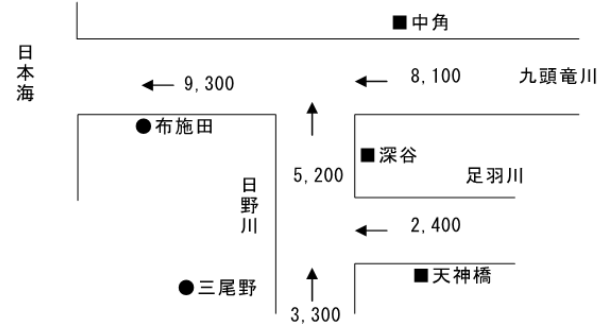 ■中角
日本海
9,300
8,100
九頭竜川
●布施田
■深谷
5,200
足羽川
日野川
2,400
■天神橋
●三尾野
3,300